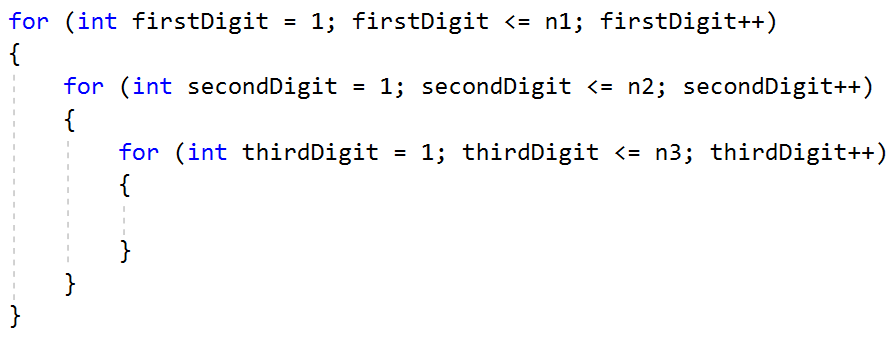 for (int firstDigit = 1; firstDigit <= n1; firstDigit++)
{
    for (int secondDigit = 1; secondDigit <= n2; secondDigit++)
    {
        for (int thirdDigit = 1; thirdDigit <= n3; thirdDigit++)
        {
        }
    }
}